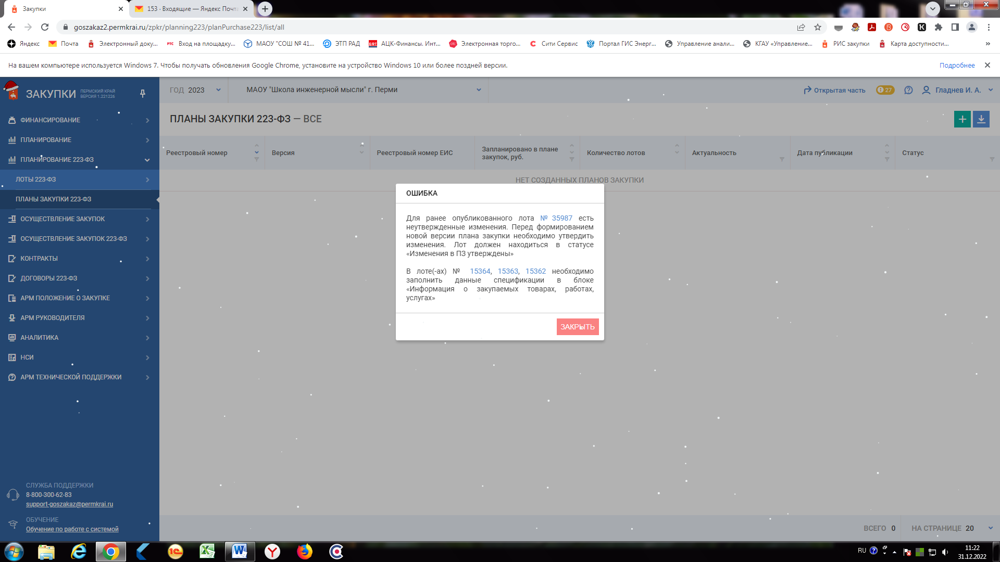 Закупки
153 · Входящие — Яндекс Почта
goszakaz2.permkrai.ru/zpkr/planning223/planPurchase223/list/all
Яндекс
Почта
Электронный доку...
Вход на площадку...
МАОУ "СОШ № 41...
ЭТП РАД
АЦК-Финансы. Инт...
Электронная торго...
Сити Сервис
Портал ГИС Энерг...
Управление анали...
КГАУ «Управление...
РИС закупки
Карта доступности...
»
На вашем компьютере используется Windows 7. Чтобы получать обновления Google Chrome, установите на устройство Windows 10 или более поздней версии.
Подробнее
ЗАКУПКИ
ПЕРМСКИЙ КРАЙ
ВЕРСИЯ 1.221226
ГОД 2023
МАОУ "Школа инженерной мысли" г. Перми
Открытая часть
27
Гладнев И. А.
ФИНАНСИРОВАНИЕ
ПЛАНИРОВАНИЕ
ПЛАНИРОВАНИЕ 223-ФЗ
ЛОТЫ 223-ФЗ
ПЛАНЫ ЗАКУПКИ 223-ФЗ
ОСУЩЕСТВЛЕНИЕ ЗАКУПОК
ОСУЩЕСТВЛЕНИЕ ЗАКУПОК 223-ФЗ
КОНТРАКТЫ
ДОГОВОРЫ 223-ФЗ
АРМ ПОЛОЖЕНИЕ О ЗАКУПКЕ
АРМ РУКОВОДИТЕЛЯ
АНАЛИТИКА
НСИ
АРМ ТЕХНИЧЕСКОЙ ПОДДЕРЖКИ
СЛУЖБА ПОДДЕРЖКИ
8-800-300-62-83
support-goszakaz@permkrai.ru
ОБУЧЕНИЕ
Обучение по работе с системой
ПЛАНЫ ЗАКУПКИ 223-ФЗ — ВСЕ
Реестровый номер
Версия
Реестровый номер ЕИС
Запланировано в плане
закупок, руб.
Количество лотов
Актуальность
Дата публикации
Статус
НЕТ СОЗДАННЫХ ПЛАНОВ ЗАКУПКИ
ОШИБКА
Для ранее опубликованного лота № 35987 есть
неутвержденные изменения. Перед формированием
новой версии плана закупки необходимо утвердить
изменения. Лот должен находиться в статусе
«Изменения в ПЗ утверждены»
В лоте(-ах) № 15364, 15363, 15362 необходимо
заполнить данные спецификации в блоке
«Информация о закупаемых товарах, работах,
услугах»
ЗАКРЫТЬ
ВСЕГО 0
НА СТРАНИЦЕ 20
RU
11:22
31.12.2022